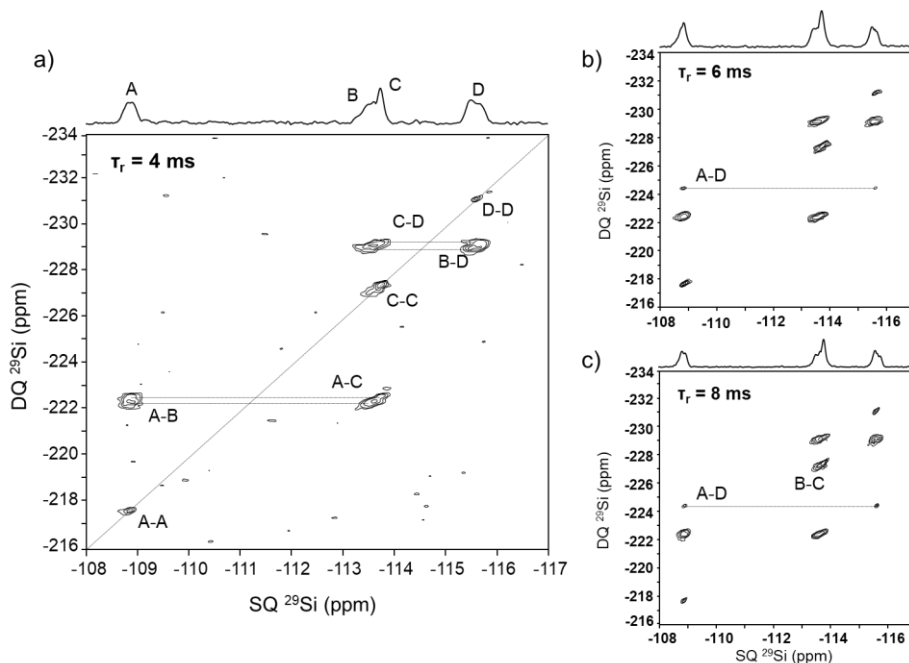 a)
A
B
C
D
-234
-232
-230
-228
-226
-224
-222
-220
-218
-216
DQ ²⁹Si (ppm)
τr = 4 ms
C-D
D-D
B-D
C-C
A-C
A-B
A-A
-108
-109
-110
-111
-112
-113
-114
-115
-116
-117
SQ ²⁹Si (ppm)
b)
-234
-232
-230
-228
-226
-224
-222
-220
-218
-216
DQ ²⁹Si (ppm)
τr = 6 ms
A-D
-108
-110
-112
-114
-116
c)
-234
-232
-230
-228
-226
-224
-222
-220
-218
-216
DQ ²⁹Si (ppm)
τr = 8 ms
B-C
A-D
-108
-110
-112
-114
-116
SQ ²⁹Si (ppm)